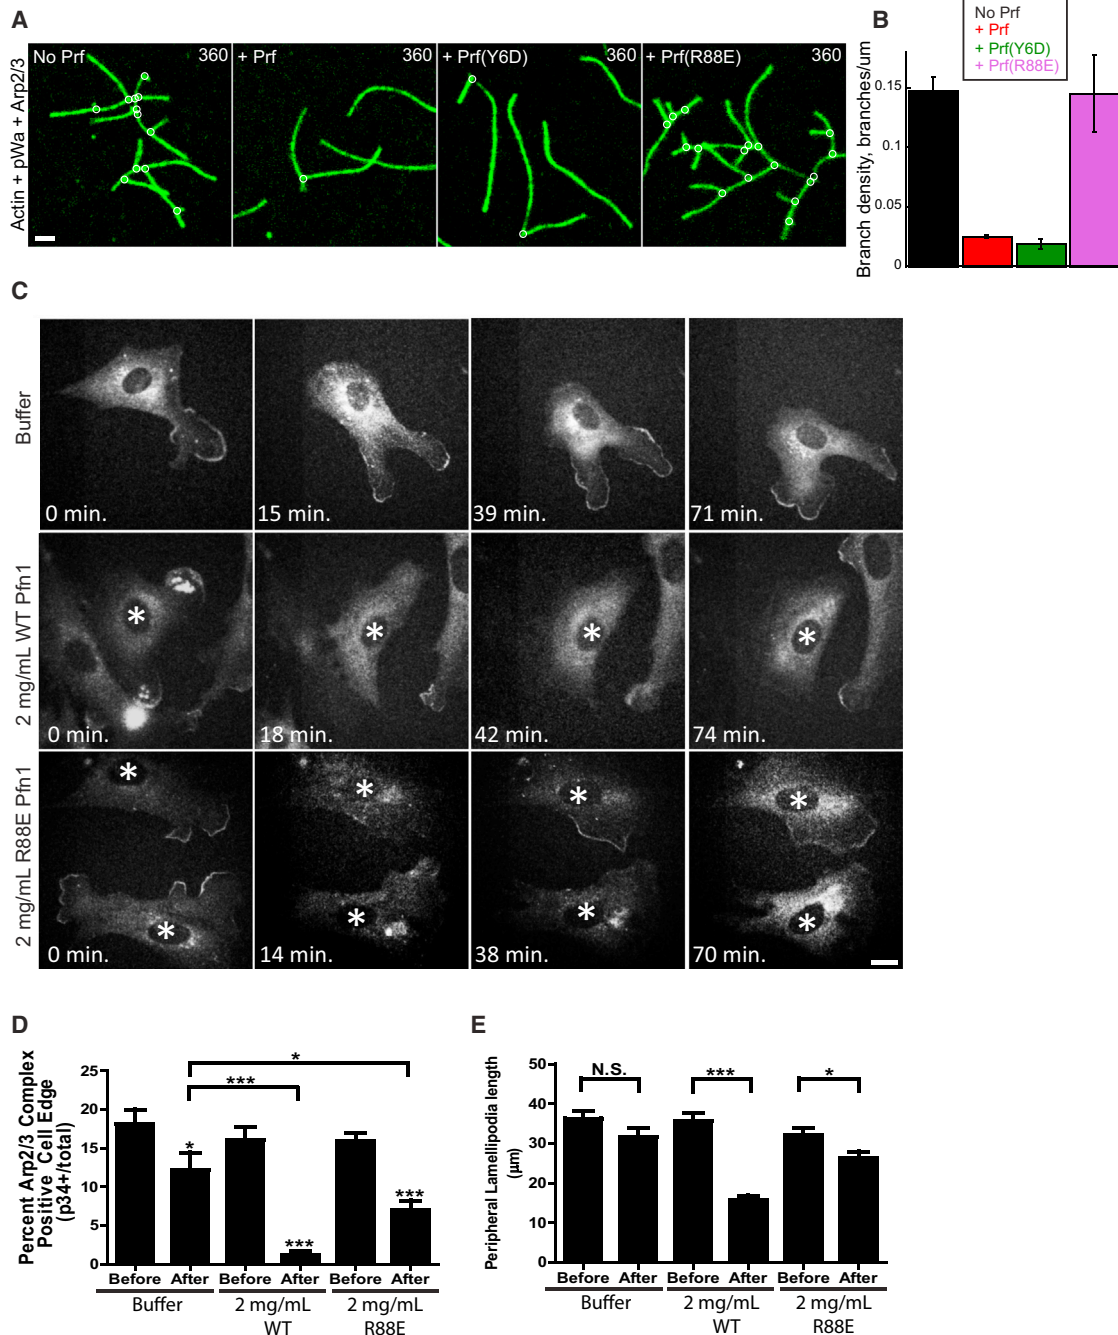 A
Actin + pWa + Arp2/3
No Prf
360
+ Prf
360
+ Prf(Y6D)
360
+ Prf(R88E)
360
B
No Prf
+ Prf
+ Prf(Y6D)
+ Prf(R88E)
Branch density, branches/um
0.15
0.1
0.05
0
C
Buffer
0 min.
15 min.
39 min.
71 min.
2 mg/mL WT Pfn1
*
*
*
*
0 min.
18 min.
42 min.
74 min.
2 mg/mL R88E Pfn1
*
*
*
*
*
*
*
*
0 min.
14 min.
38 min.
70 min.
D
Percent Arp2/3 Complex
Positive Cell Edge
(p34+/total)
25
20
15
10
5
0
*
***
*
***
***
Before
After
Before
After
Before
After
Buffer
2 mg/mL
WT
2 mg/mL
R88E
E
Peripheral Lamellipodia length
(µm)
50
40
30
20
10
0
N.S.
***
*
Before
After
Before
After
Before
After
Buffer
2 mg/mL
WT
2 mg/mL
R88E